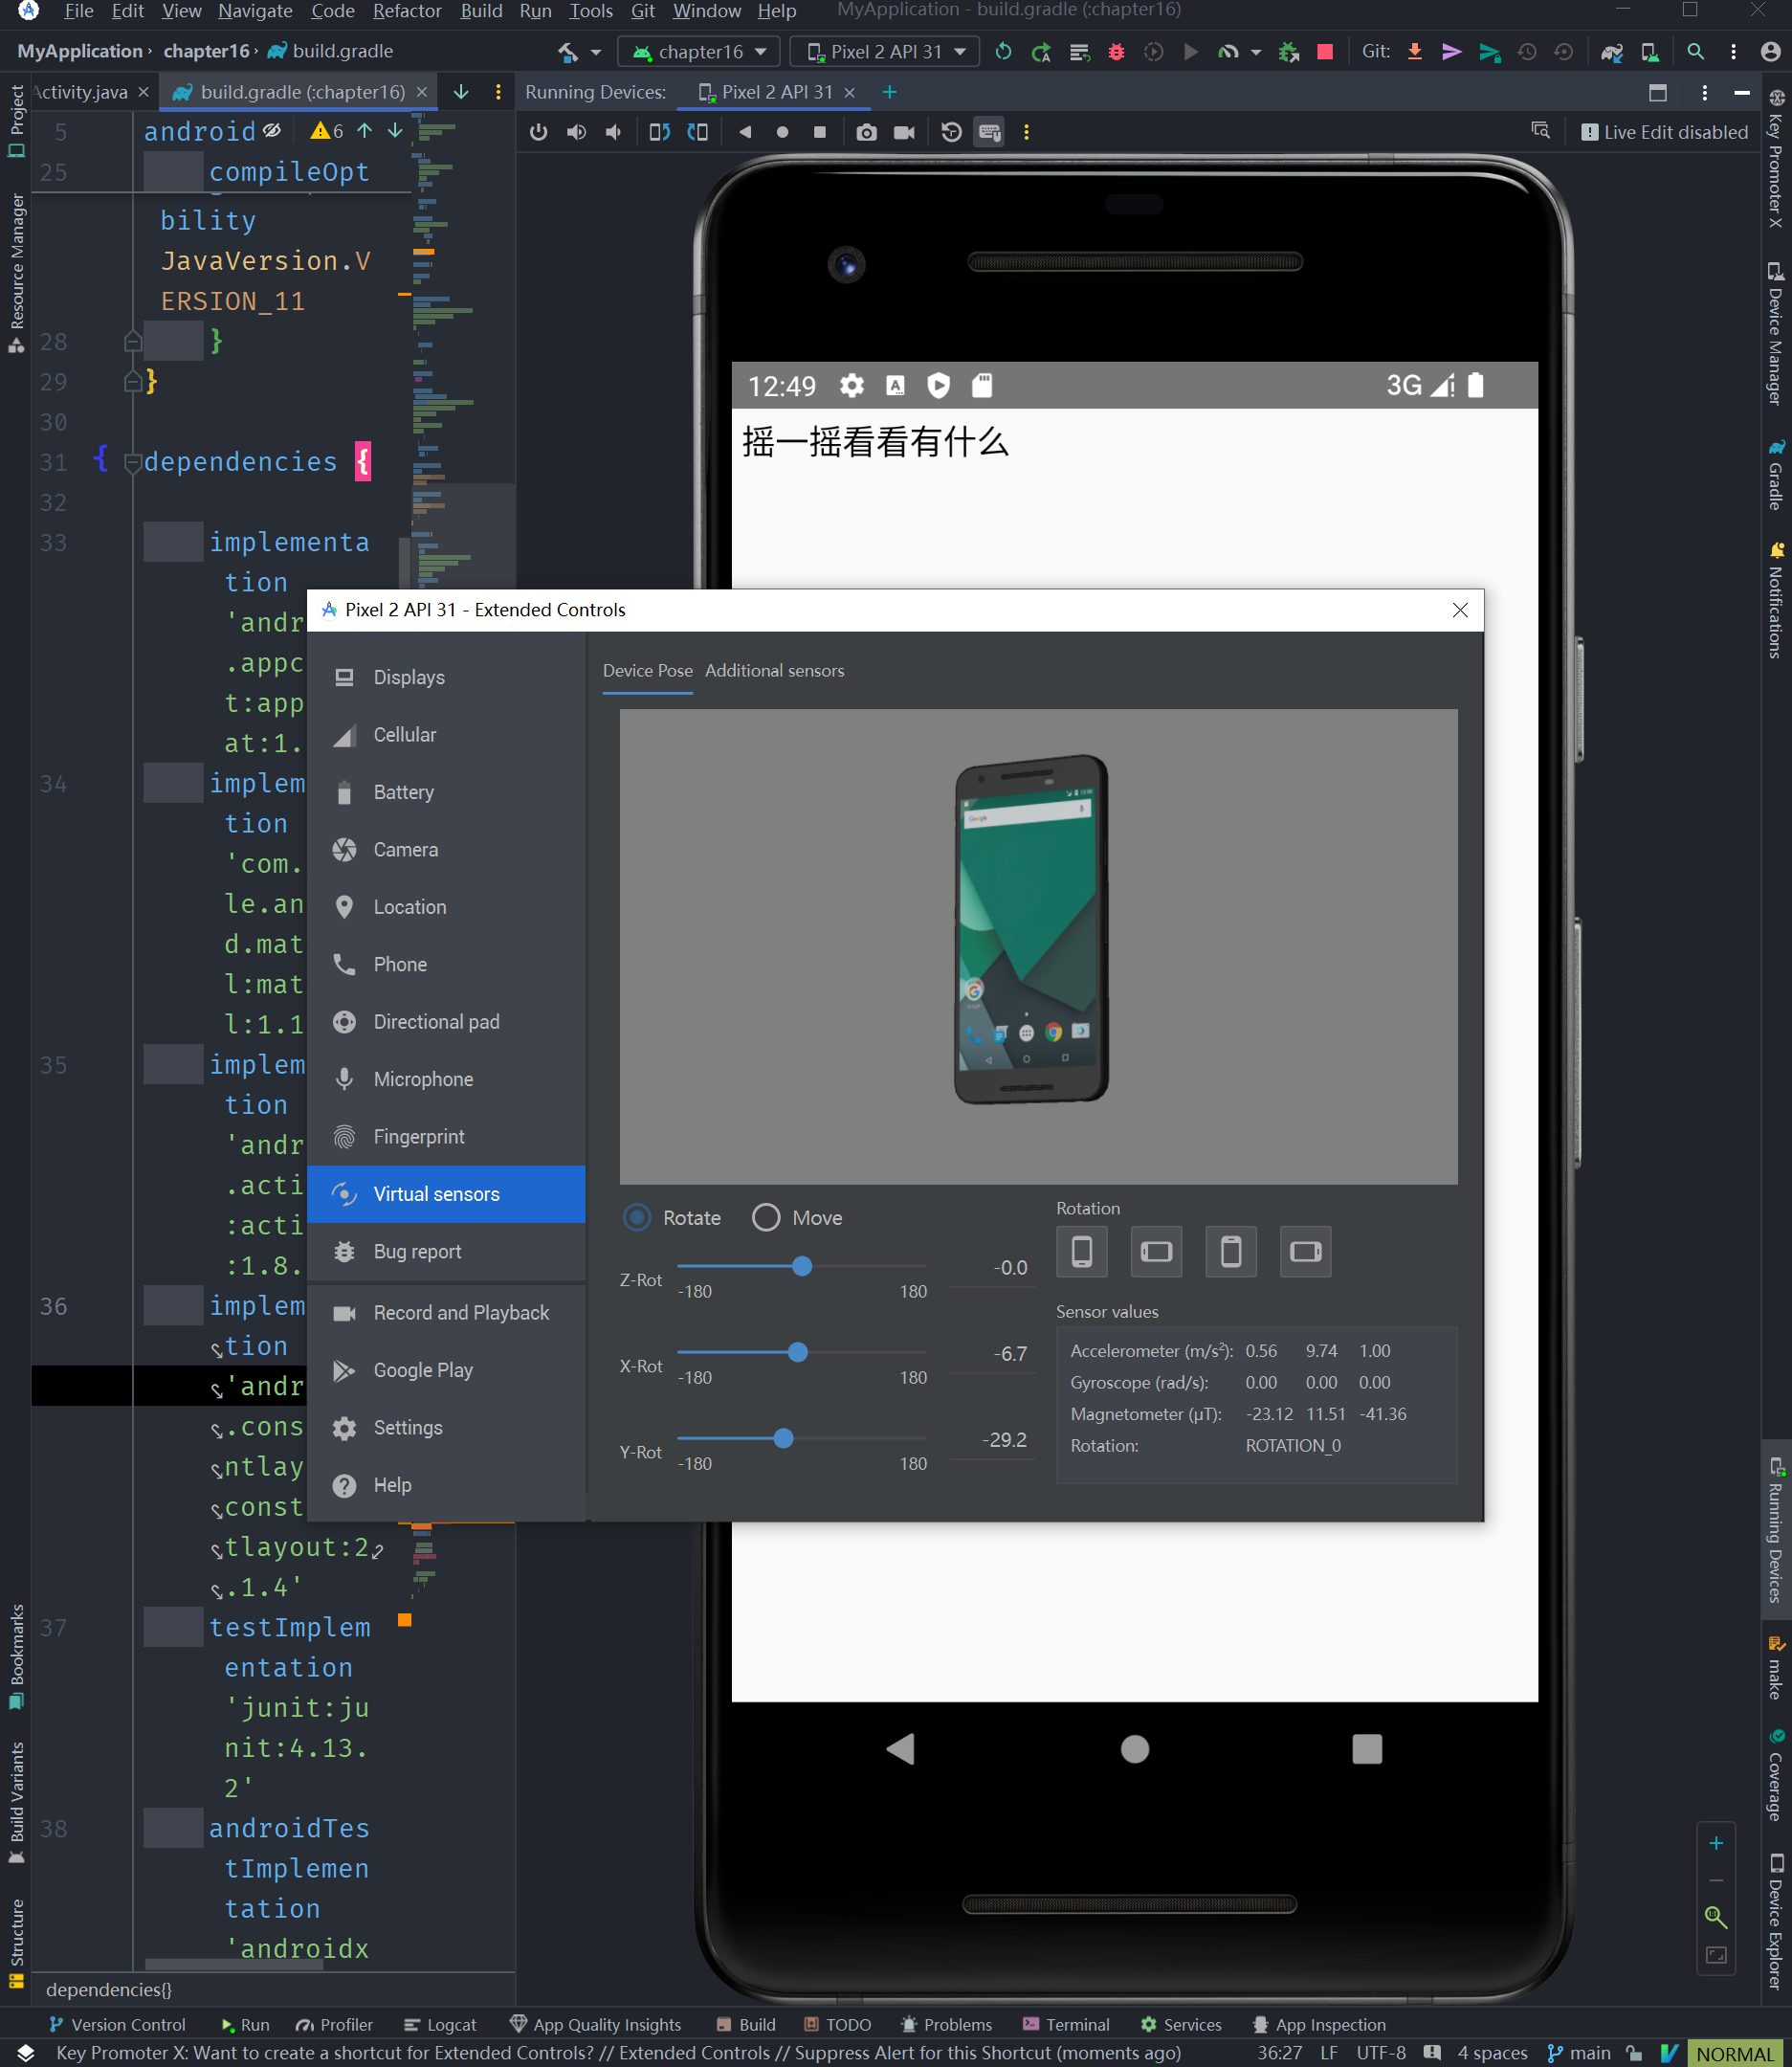 File Edit View Navigate Code Refactor Build Run Tools Git Window Help MyApplication - build.gradle (:chapter16)
MyApplication › chapter16 › build.gradle chapter16 Pixel 2 API 31 Git:
Activity.java build.gradle (:chapter16) Running Devices: Pixel 2 API 31
Live Edit disabled
5 android 6
25 compileOpt
bility
JavaVersion.V
ERSION_11
28 }
29 }
30
31 { dependencies {
32
33 implementa
tion
'andr
.appc
t:app
at:1.
34 implem
tion
'com.
le.an
d.mat
l:mat
l:1.1
35 implem
tion
'andr
.acti
:acti
:1.8.
36 implem
tion
'andr
.cons
ntlay
const
tlayout:2
.1.4'
37 testImplem
entation
'junit:ju
nit:4.13.
2'
38 androidTes
tImplemen
tation
'androidx
dependencies{}
12:49 3G
摇一摇看看有什么
Pixel 2 API 31 - Extended Controls
Displays
Cellular
Battery
Camera
Location
Phone
Directional pad
Microphone
Fingerprint
Virtual sensors
Bug report
Record and Playback
Google Play
Settings
Help
Device Pose Additional sensors
Google
Rotate Move
Z-Rot -180 180 -0.0
X-Rot -180 180 -6.7
Y-Rot -180 180 -29.2
Rotation
Sensor values
Accelerometer (m/s²): 0.56 9.74 1.00
Gyroscope (rad/s): 0.00 0.00 0.00
Magnetometer (μT): -23.12 11.51 -41.36
Rotation: ROTATION_0
Project
Resource Manager
Bookmarks
Build Variants
Structure
Key Promoter X
Device Manager
Gradle
Notifications
Running Devices
make
Coverage
Device Explorer
Version Control Run Profiler Logcat App Quality Insights Build TODO Problems Terminal Services App Inspection
Key Promoter X: Want to create a shortcut for Extended Controls? // Extended Controls // Suppress Alert for this Shortcut (moments ago) 36:27 LF UTF-8 4 spaces main NORMAL